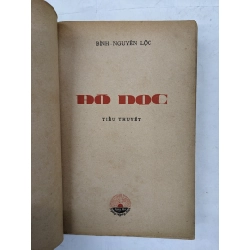 BÌNH NGUYÊN LỘC
ĐÒ DỌC
TIỂU THUYẾT